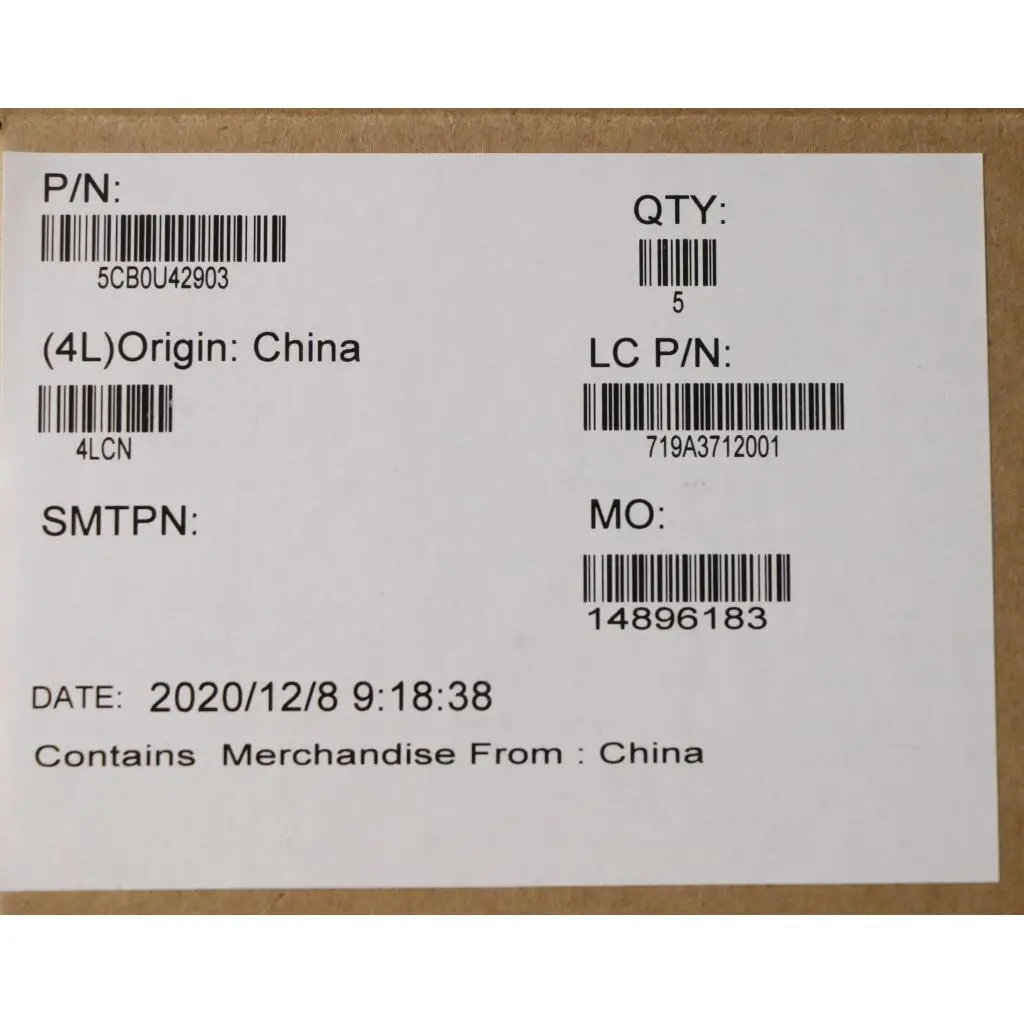 P/N:
5CB0U42903
QTY:
5
(4L)Origin: China
4LCN
LC P/N:
719A3712001
SMTPN:
MO:
14896183
DATE: 2020/12/8 9:18:38
Contains Merchandise From : China